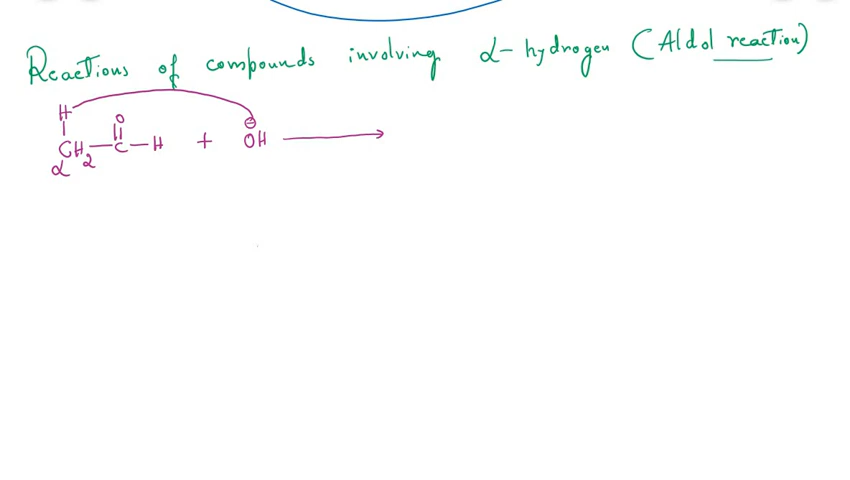 Reactions of compounds involving α- hydrogen (Aldol reaction)
H
O ⊖
CH2-C-H + OH
α